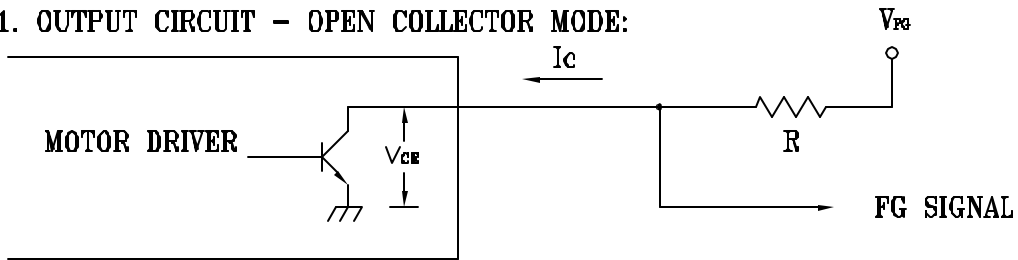 1. OUTPUT CIRCUIT - OPEN COLLECTOR MODE:
VFG
Ic
MOTOR DRIVER
VCE
R
FG SIGNAL